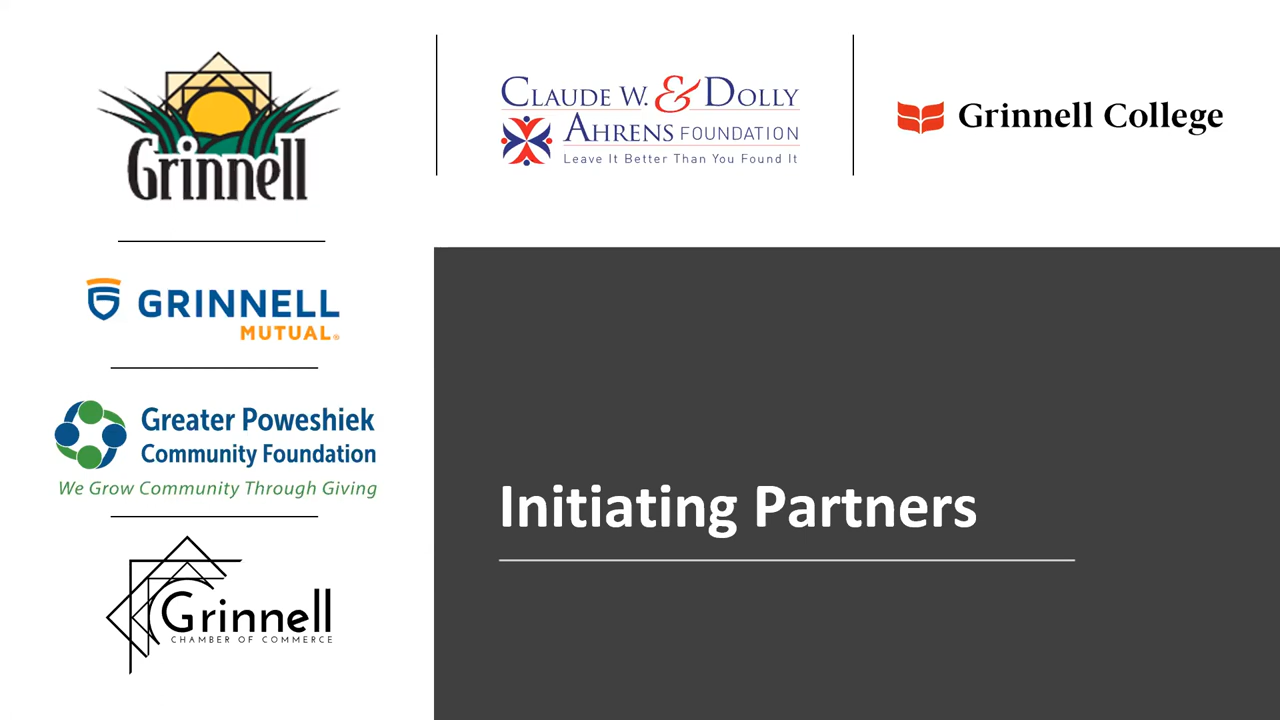 Grinnell
CLAUDE W. & DOLLY
AHRENS FOUNDATION
Leave It Better Than You Found It
Grinnell College
GRINNELL
MUTUAL®
Greater Poweshiek
Community Foundation
We Grow Community Through Giving
Grinnell
CHAMBER OF COMMERCE
Initiating Partners